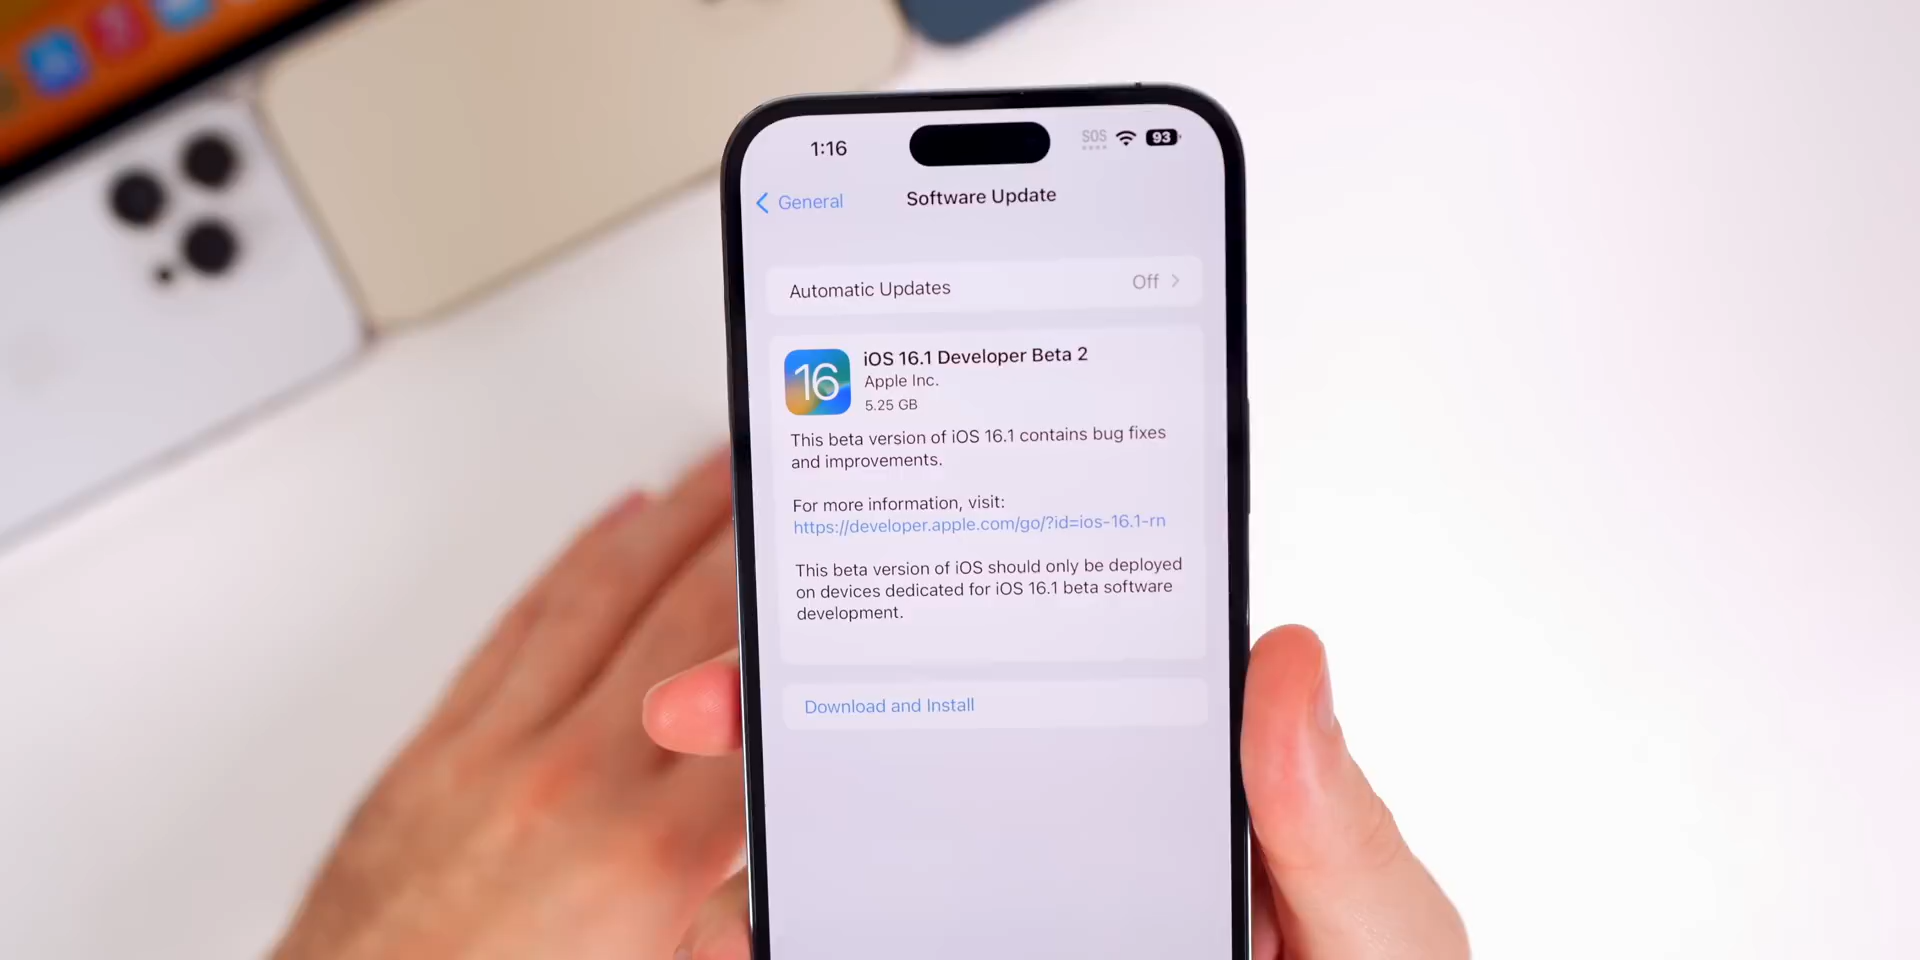 1:16
SOS
93
General
Software Update
Automatic Updates
Off
16
iOS 16.1 Developer Beta 2
Apple Inc.
5.25 GB
This beta version of iOS 16.1 contains bug fixes
and improvements.
For more information, visit:
https://developer.apple.com/go/?id=ios-16.1-rn
This beta version of iOS should only be deployed
on devices dedicated for iOS 16.1 beta software
development.
Download and Install